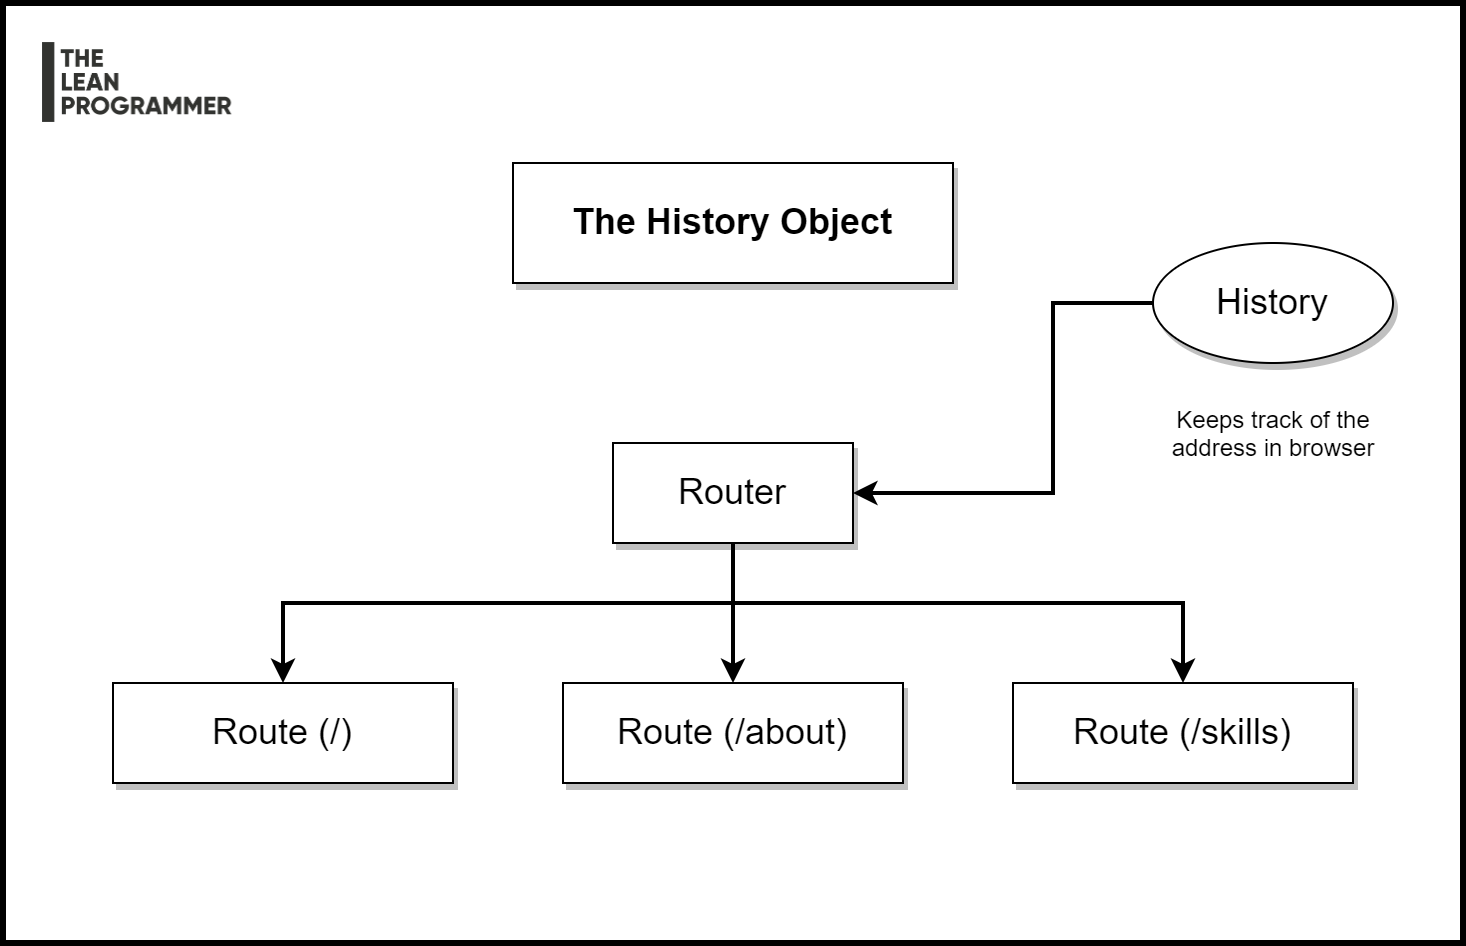 THE
LEAN
PROGRAMMER
The History Object
History
Keeps track of the
address in browser
Router
Route (/)
Route (/about)
Route (/skills)